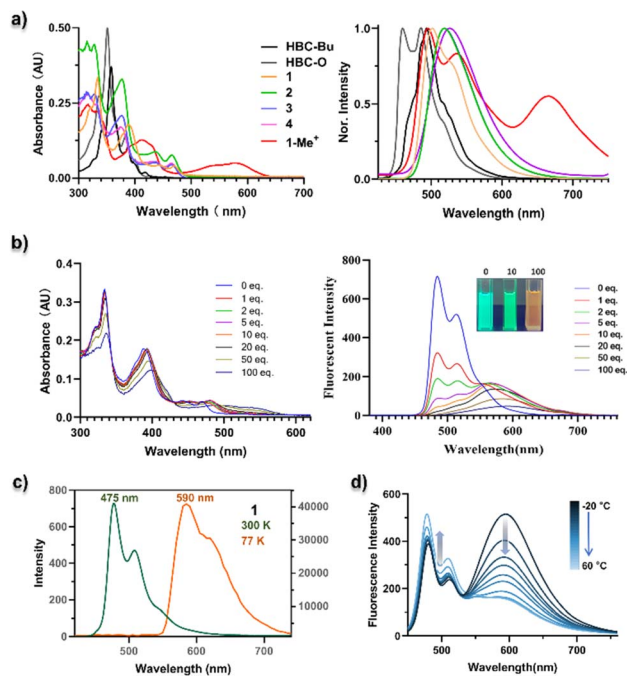 a)
0.50
0.25
0.00
Absorbance (AU)
300 400 500 600 700
Wavelength ( nm)
HBC-Bu
HBC-O
1
2
3
4
1-Me⁺
1.0
0.5
0.0
Nor. Intensity
500 600 700
Wavelength (nm)
b)
0.4
0.3
0.2
0.1
0.0
Absorbance (AU)
300 400 500 600
Wavelength (nm)
0 eq.
1 eq.
2 eq.
5 eq.
10 eq.
20 eq.
50 eq.
100 eq.
800
600
400
200
0
Fluorescent Intensity
400 500 600 700
Wavelength(nm)
0 10 100
0 eq.
1 eq.
2 eq.
5 eq.
10 eq.
20 eq.
50 eq.
100 eq.
c)
475 nm 590 nm
1
300 K
77 K
800
600
400
200
0
Intensity
40000
30000
20000
10000
0
500 600 700
Wavelength (nm)
d)
600
400
200
0
Fluorescence Intensity
500 600 700
Wavelength(nm)
-20 °C
60 °C